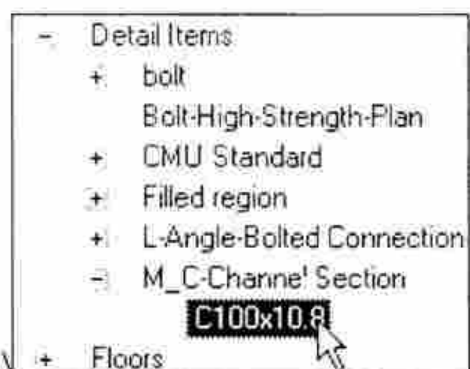 - Detail Items
+ bolt
Bolt-High-Strength-Plan
+ CMU Standard
+ Filled region
+ L-Angle-Bolted Connection
- M_C-Channel Section
C100x10.8
+ Floors